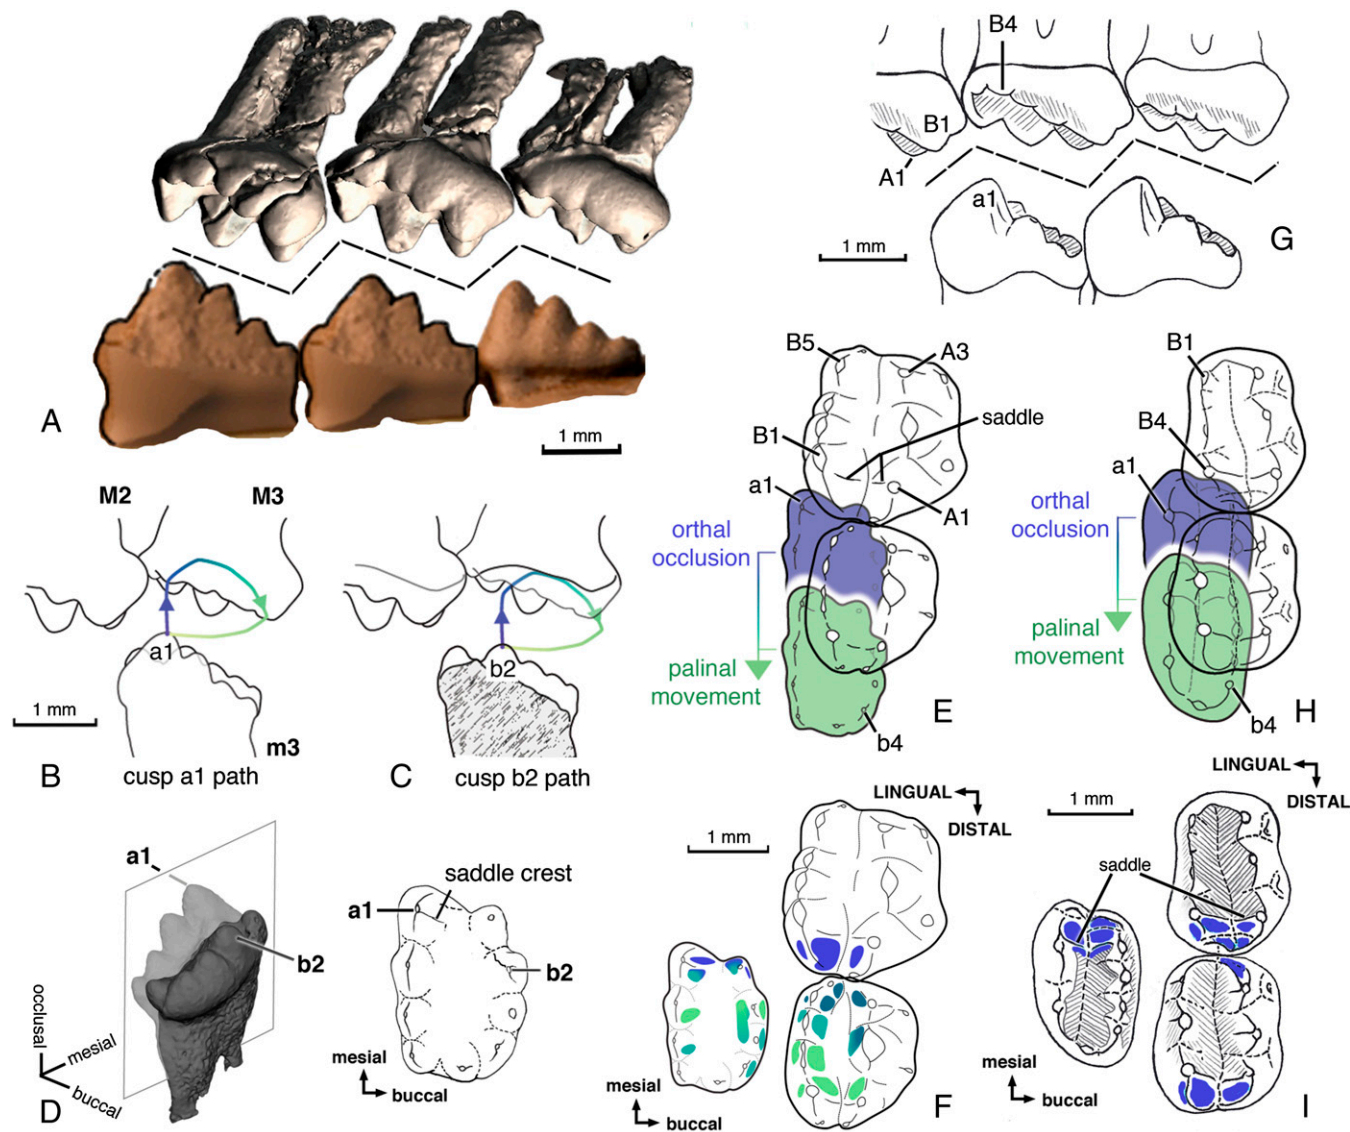 A
1 mm
B4
B1
A1
a1
1 mm
G
M2
M3
a1
1 mm
m3
B
cusp a1 path
b2
C
cusp b2 path
B5
A3
saddle
B1
a1
A1
orthal
occlusion
palinal
movement
E
b4
B1
B4
a1
orthal
occlusion
palinal
movement
H
b4
a1
b2
occlusal
mesial
buccal
D
saddle crest
a1
b2
mesial
buccal
LINGUAL
DISTAL
1 mm
mesial
buccal
F
LINGUAL
DISTAL
1 mm
saddle
mesial
buccal
I